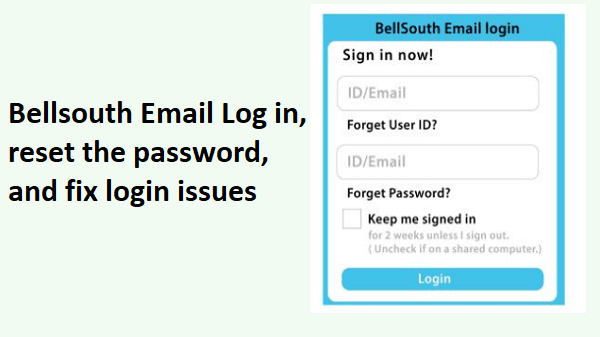 Bellsouth Email Log in,
reset the password,
and fix login issues
BellSouth Email login
Sign in now!
ID/Email
Forget User ID?
ID/Email
Forget Password?
Keep me signed in
for 2 weeks unless I sign out.
( Uncheck if on a shared computer.)
Login